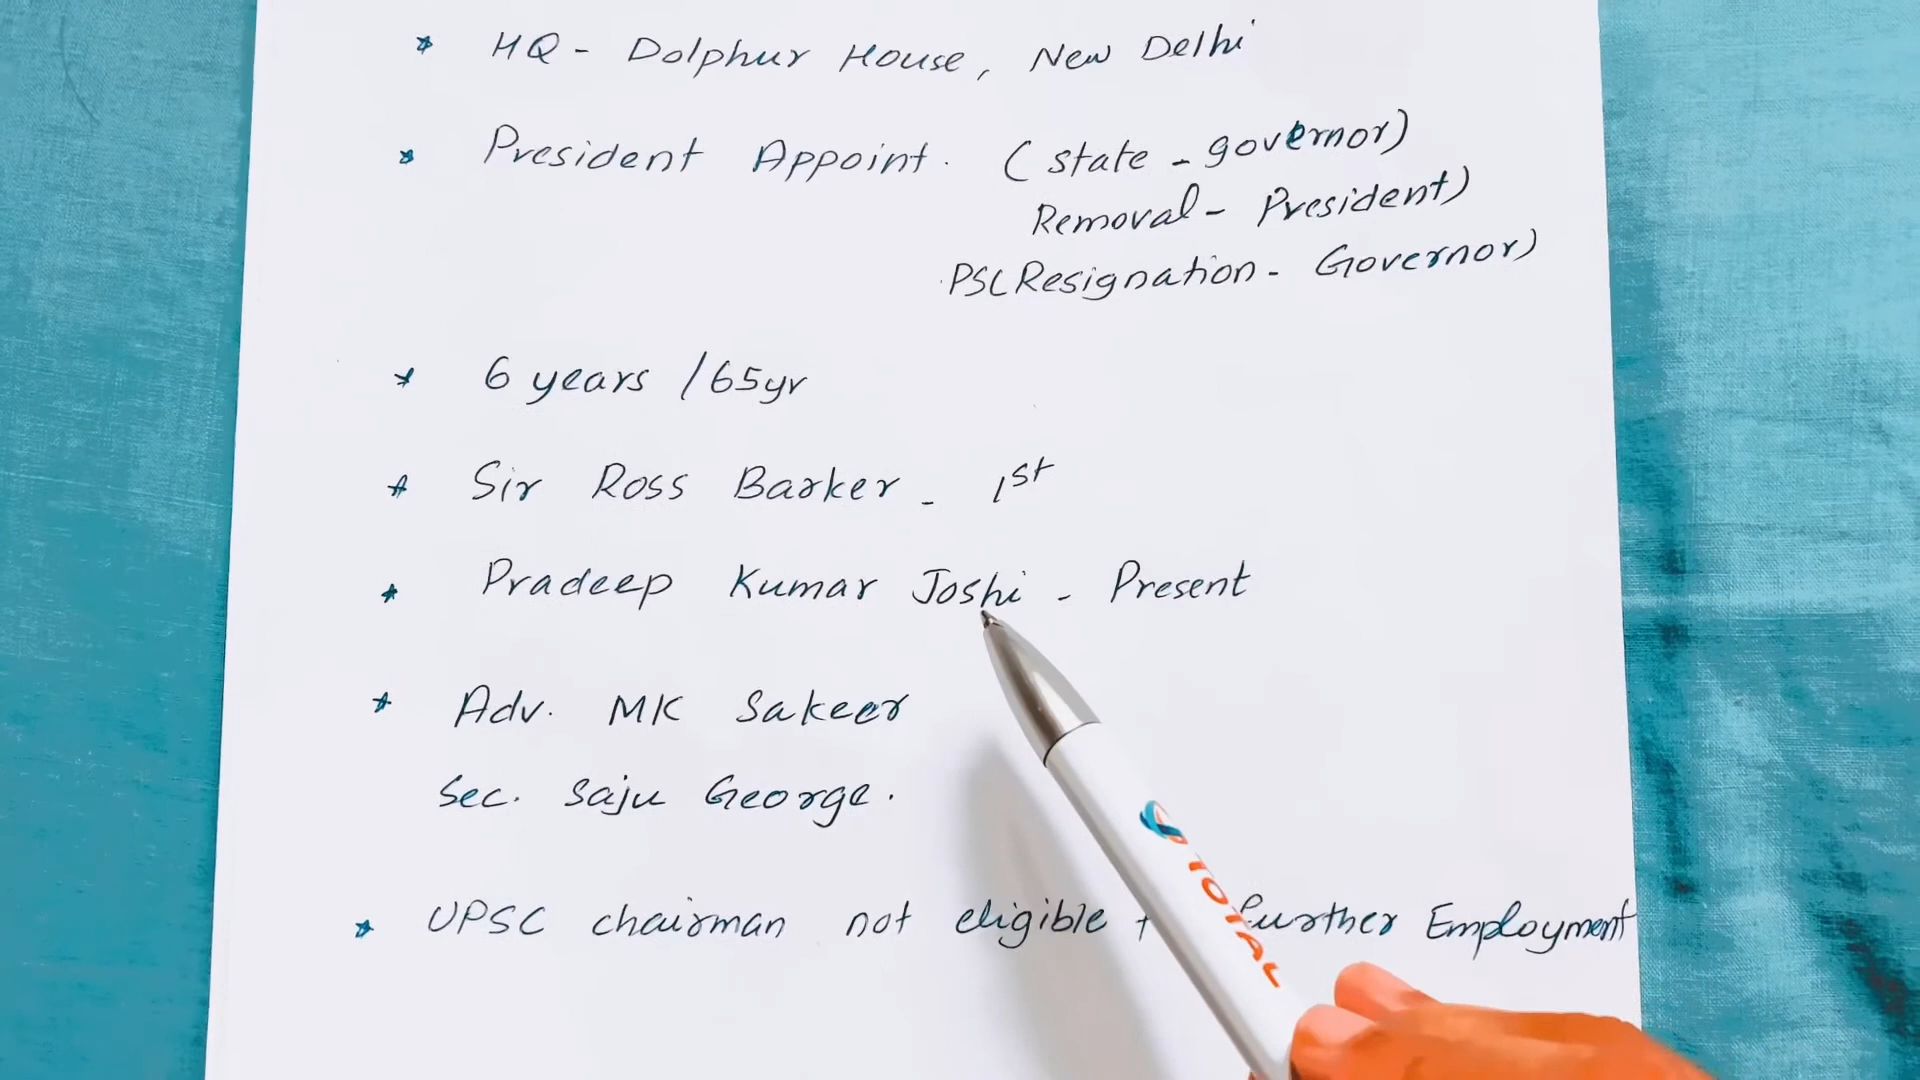 * HQ - Dolphur House, New Delhi
* President Appoint. (state - governor)
Removal - President)
PSC Resignation - Governor)
* 6 years /65yr
* Sir Ross Barker - 1st
* Pradeep Kumar Joshi - Present
* Adv. MK Sakeer
Sec. Saju George.
* UPSC chairman not eligible further Employment
TOTAL